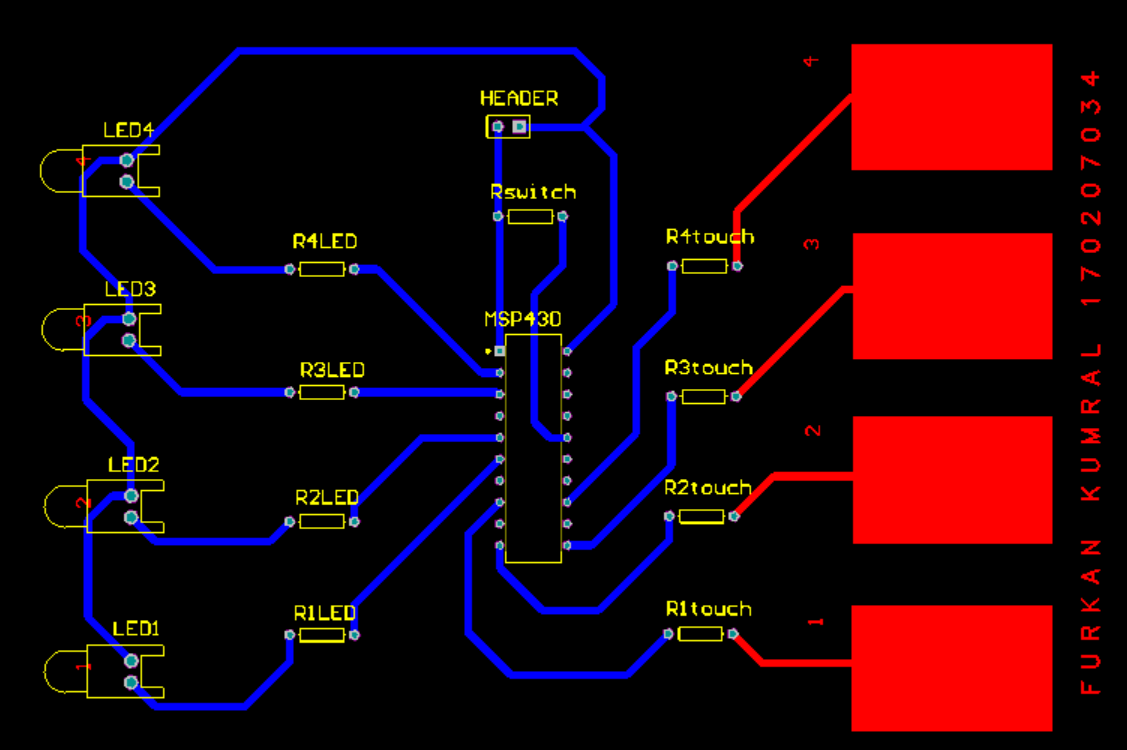 4
HEADER
LED4
4
Rswitch
R4LED
R4touch
3
LED3
3
MSP430
R3LED
R3touch
2
LED2
2
R2LED
R2touch
R1LED
R1touch
1
LED1
1
FURKAN KUMRAL 170207034